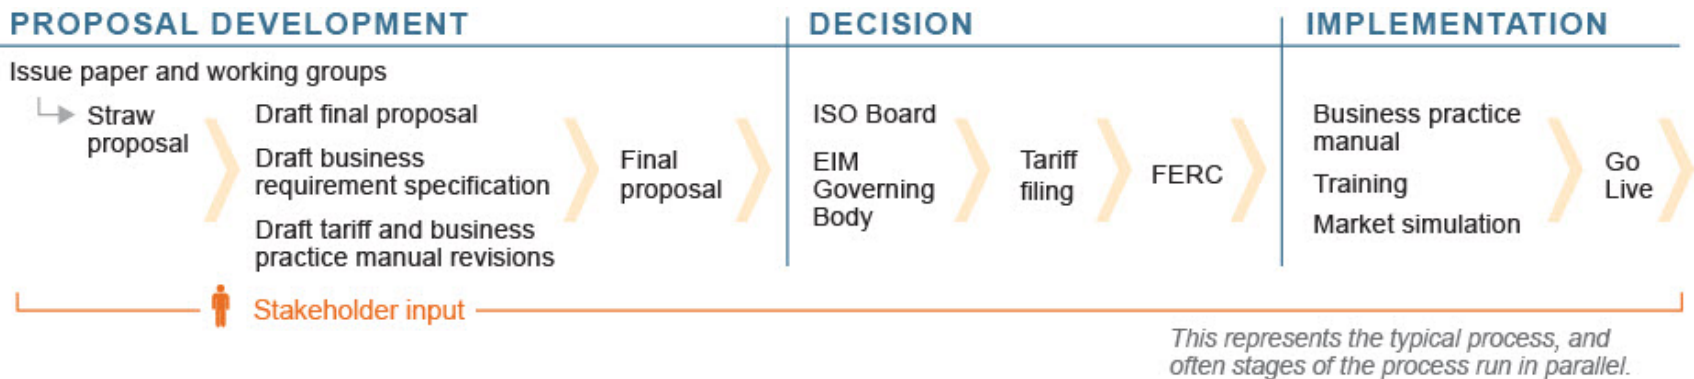 PROPOSAL DEVELOPMENT
Issue paper and working groups
Straw
proposal
Draft final proposal
Draft business
requirement specification
Draft tariff and business
practice manual revisions
Final
proposal
DECISION
ISO Board
EIM
Governing
Body
Tariff
filing
FERC
IMPLEMENTATION
Business practice
manual
Training
Market simulation
Go
Live
Stakeholder input
This represents the typical process, and
often stages of the process run in parallel.